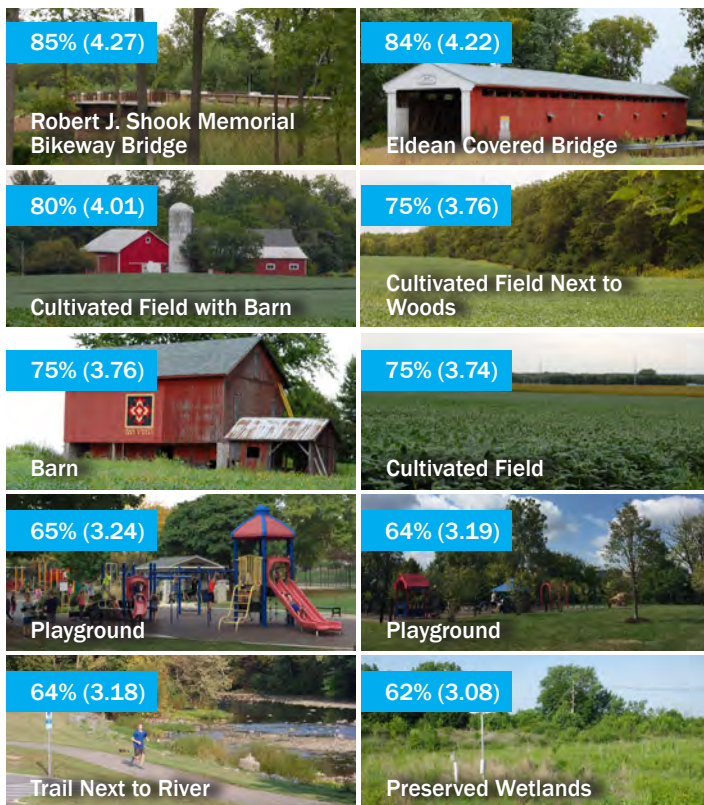 85% (4.27)
Robert J. Shook Memorial
Bikeway Bridge
84% (4.22)
Eldean Covered Bridge
80% (4.01)
Cultivated Field with Barn
75% (3.76)
Cultivated Field Next to
Woods
75% (3.76)
Barn
75% (3.74)
Cultivated Field
65% (3.24)
Playground
64% (3.19)
Playground
64% (3.18)
Trail Next to River
62% (3.08)
Preserved Wetlands